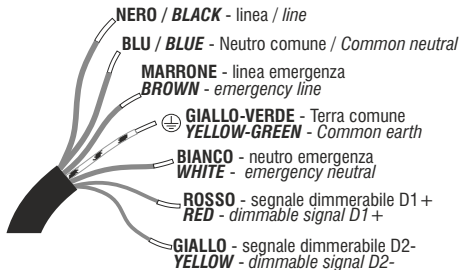 NERO / BLACK - linea / line
BLU / BLUE - Neutro comune / Common neutral
MARRONE - linea emergenza
BROWN - emergency line
GIALLO-VERDE - Terra comune
YELLOW-GREEN - Common earth
BIANCO - neutro emergenza
WHITE - emergency neutral
ROSSO - segnale dimmerabile D1+
RED - dimmable signal D1+
GIALLO - segnale dimmerabile D2-
YELLOW - dimmable signal D2-